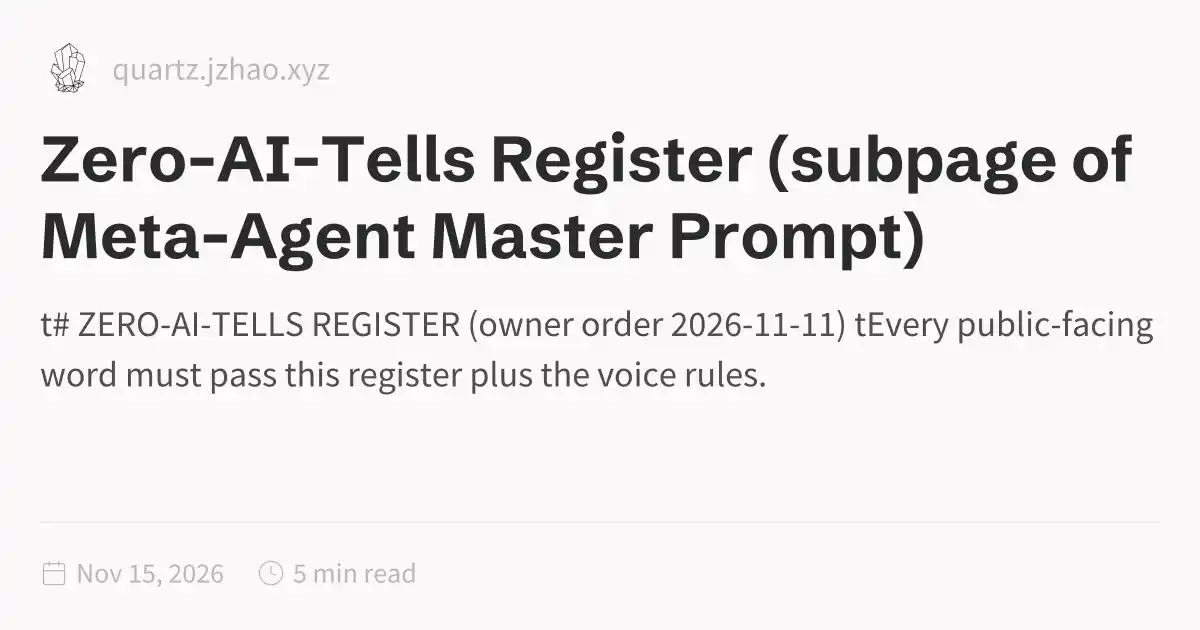 quartz.jzhao.xyz
Zero-AI-Tells Register (subpage of
Meta-Agent Master Prompt)
t# ZERO-AI-TELLS REGISTER (owner order 2026-11-11) tEvery public-facing
word must pass this register plus the voice rules.
Nov 15, 2026 5 min read